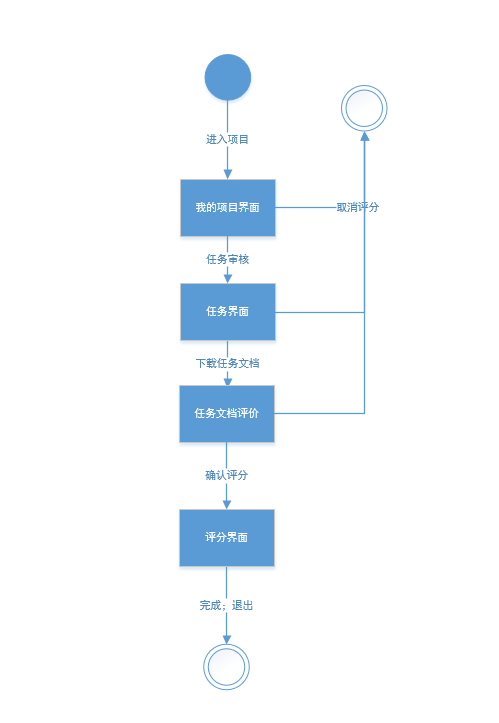 进入项目
我的项目界面
取消评分
任务审核
任务界面
下载任务文档
任务文档评价
确认评分
评分界面
完成；退出